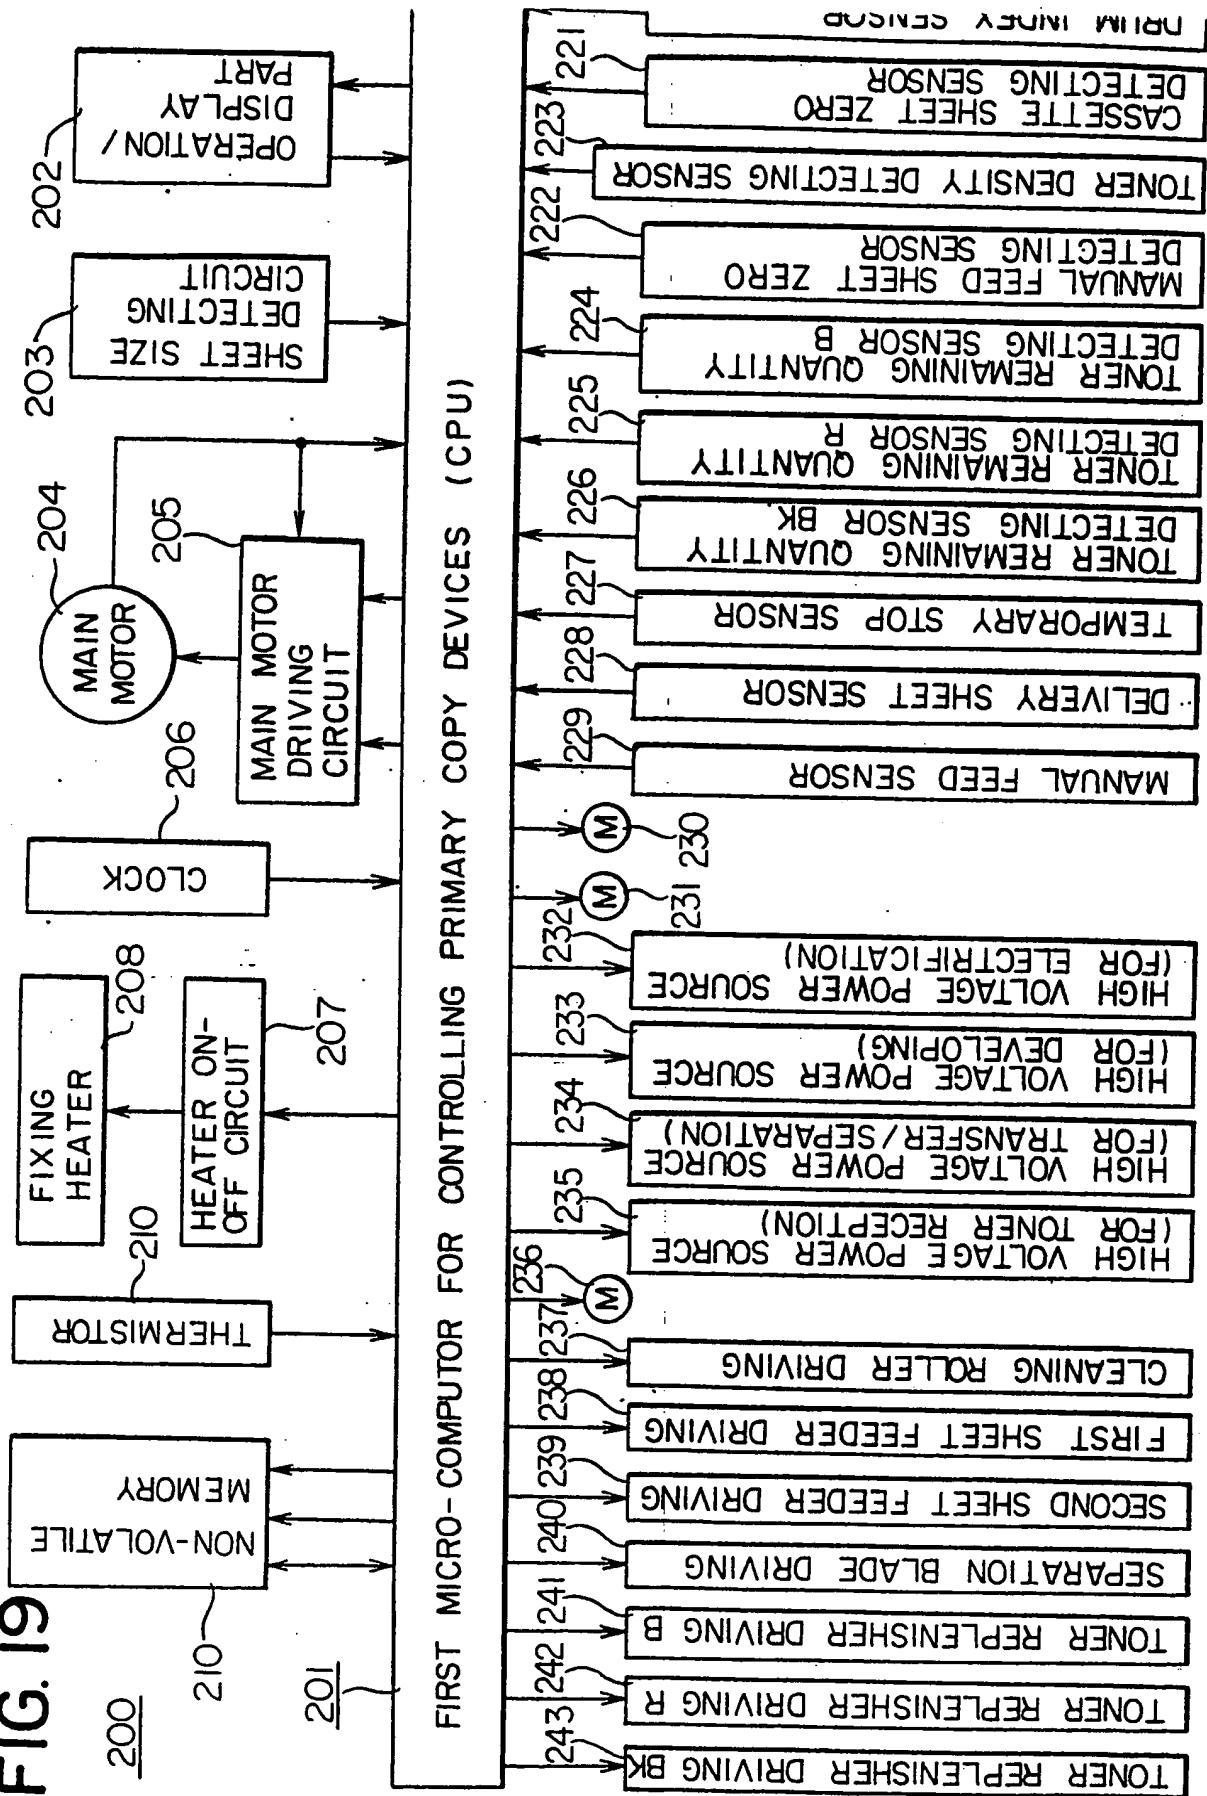 FIG. 19
200
210
NON-VOLATILE
MEMORY
210
THERMISTOR
208
FIXING
HEATER
207
HEATER ON-
OFF CIRCUIT
206
CLOCK
204
MAIN
MOTOR
205
MAIN MOTOR
DRIVING
CIRCUIT
203
SHEET SIZE
DETECTING
CIRCUIT
202
OPERATION/
DISPLAY
PART
201
FIRST MICRO-COMPUTOR FOR CONTROLLING PRIMARY COPY DEVICES (CPU)
243
TONER REPLENISHER DRIVING BK
242
TONER REPLENISHER DRIVING R
241
TONER REPLENISHER DRIVING B
240
SEPARATION BLADE DRIVING
239
SECOND SHEET FEEDER DRIVING
238
FIRST SHEET FEEDER DRIVING
237
CLEANING ROLLER DRIVING
236
M
235
HIGH VOLTAGE POWER SOURCE
(FOR TONER RECEPTION)
234
HIGH VOLTAGE POWER SOURCE
(FOR TRANSFER/SEPARATION)
233
HIGH VOLTAGE POWER SOURCE
(FOR DEVELOPING)
232
HIGH VOLTAGE POWER SOURCE
(FOR ELECTRIFICATION)
M
231
M
230
229
MANUAL FEED SENSOR
228
DELIVERY SHEET SENSOR
227
TEMPORARY STOP SENSOR
226
TONER REMAINING QUANTITY
DETECTING SENSOR BK
225
TONER REMAINING QUANTITY
DETECTING SENSOR R
224
TONER REMAINING QUANTITY
DETECTING SENSOR B
222
MANUAL FEED SHEET ZERO
DETECTING SENSOR
223
TONER DENSITY DETECTING SENSOR
221
CASSETTE SHEET ZERO
DETECTING SENSOR
DRUM INDEX SENSOR